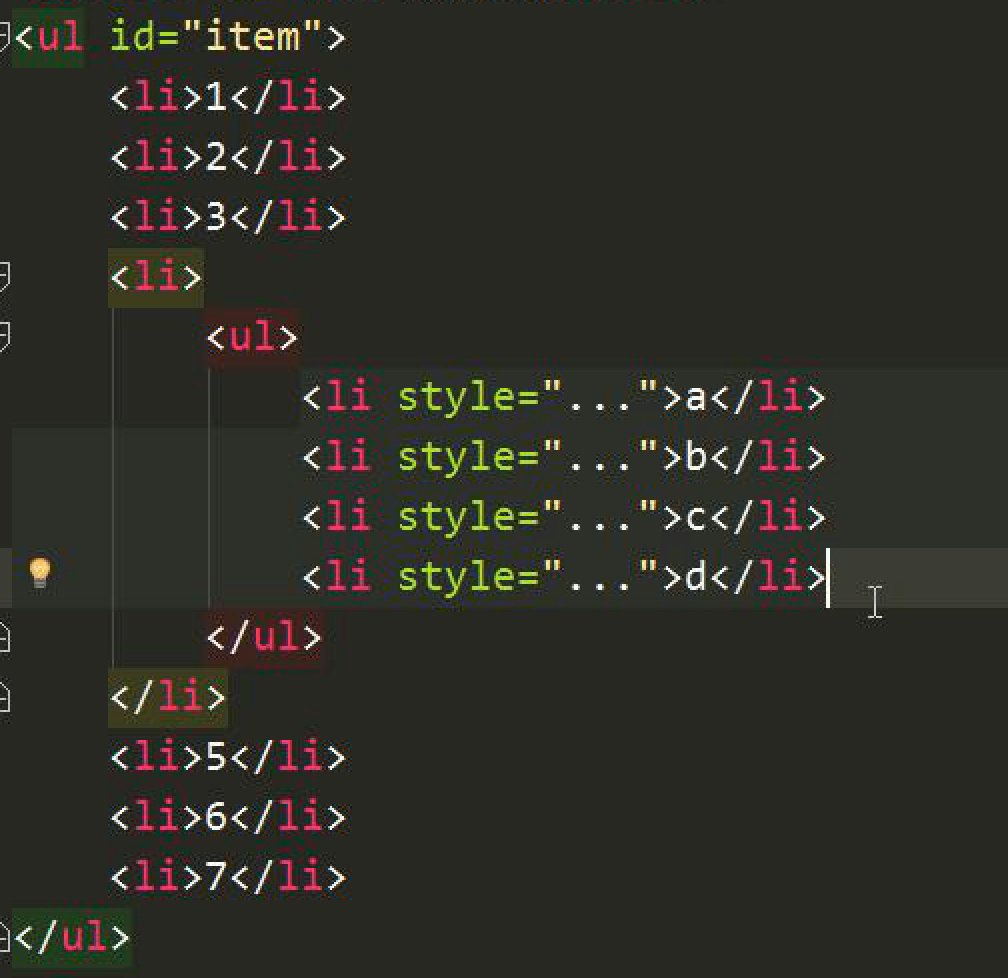 <ul id="item">
<li>1</li>
<li>2</li>
<li>3</li>
<li>
<ul>
<li style="...">a</li>
<li style="...">b</li>
<li style="...">c</li>
<li style="...">d</li>
</ul>
</li>
<li>5</li>
<li>6</li>
<li>7</li>
</ul>